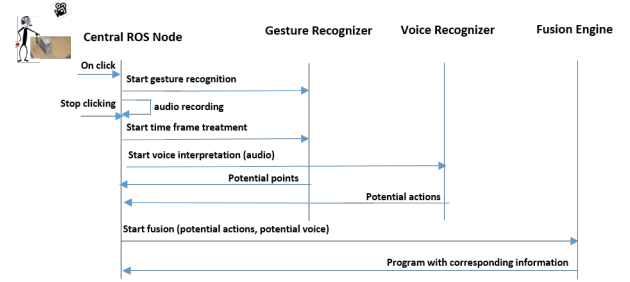 Central ROS Node
Gesture Recognizer
Voice Recognizer
Fusion Engine
On click
Start gesture recognition
Stop clicking
audio recording
Start time frame treatment
Start voice interpretation (audio)
Potential points
Potential actions
Start fusion (potential actions, potential voice)
Program with corresponding information